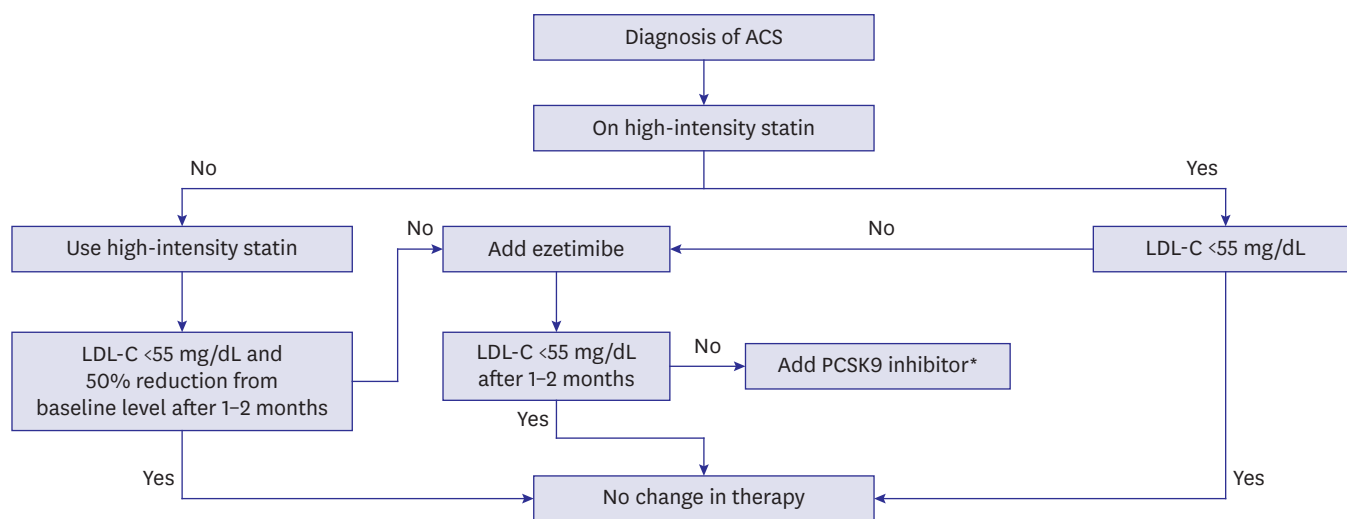 Diagnosis of ACS
On high-intensity statin
No
Yes
Use high-intensity statin
No
Add ezetimibe
No
LDL-C <55 mg/dL
LDL-C <55 mg/dL and
50% reduction from
baseline level after 1–2 months
LDL-C <55 mg/dL
after 1–2 months
No
Add PCSK9 inhibitor*
Yes
Yes
No change in therapy
Yes